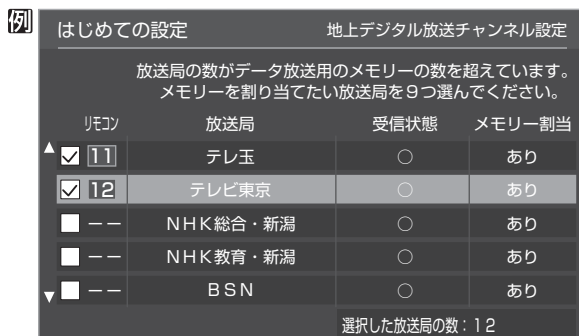 例
はじめての設定 地上デジタル放送チャンネル設定
放送局の数がデータ放送用のメモリーの数を超えています。
メモリーを割り当てたい放送局を9つ選んでください。
リモコン 放送局 受信状態 メモリー割当
11 テレ玉 ○ あり
12 テレビ東京 ○ あり
−− NHK総合・新潟 ○ あり
−− NHK教育・新潟 ○ あり
−− BSN ○ あり
選択した放送局の数：12